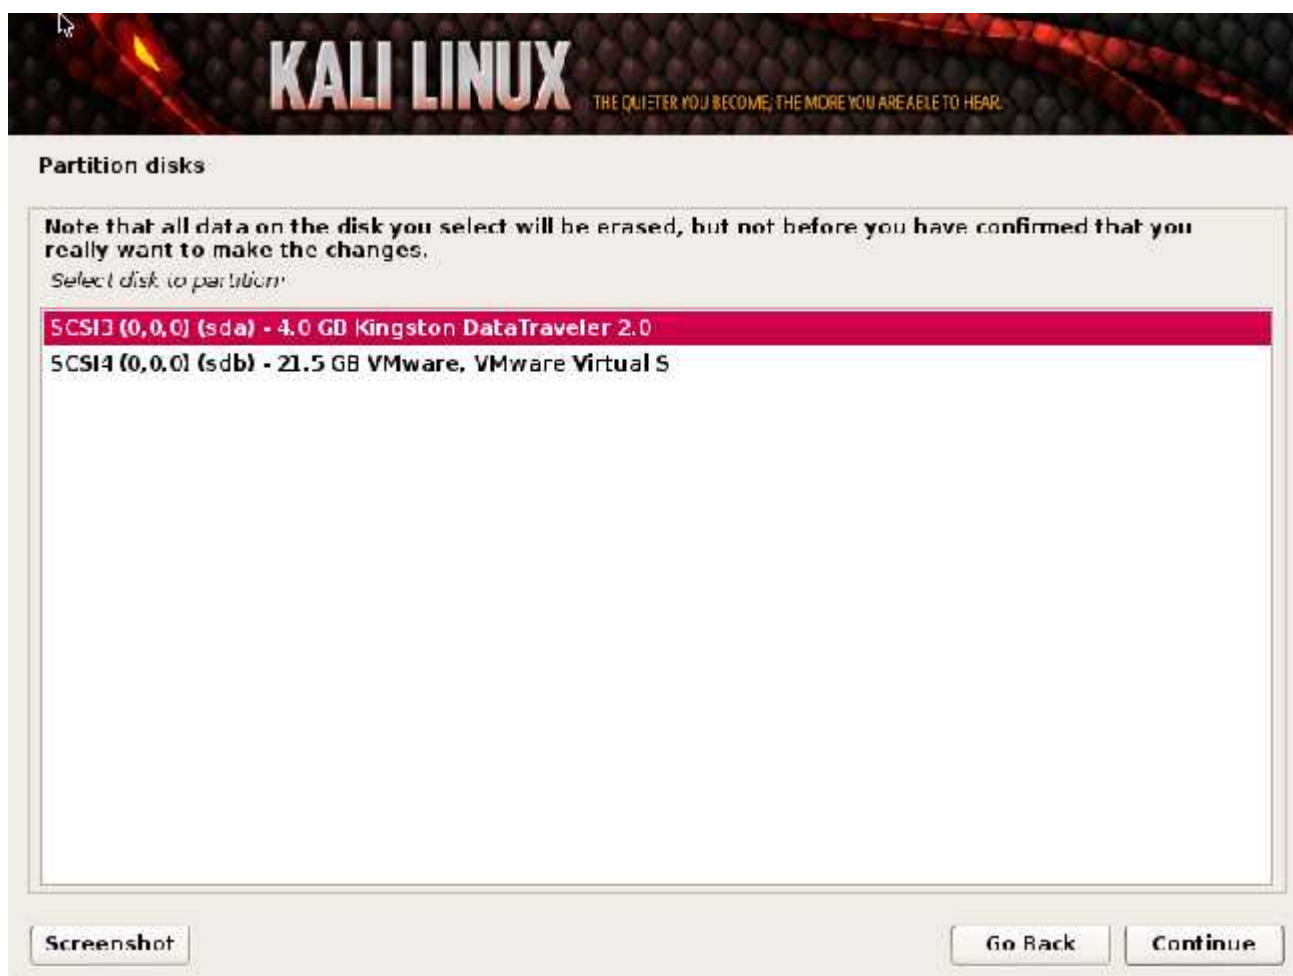 KALI LINUX
THE QUIETER YOU BECOME, THE MORE YOU ARE ABLE TO HEAR.
Partition disks
Note that all data on the disk you select will be erased, but not before you have confirmed that you
really want to make the changes.
Select disk to partition:
SCSI3 (0,0,0) (sda) - 4.0 GB Kingston DataTraveler 2.0
SCSI4 (0,0,0) (sdb) - 21.5 GB VMware, VMware Virtual S
Screenshot
Go Back
Continue